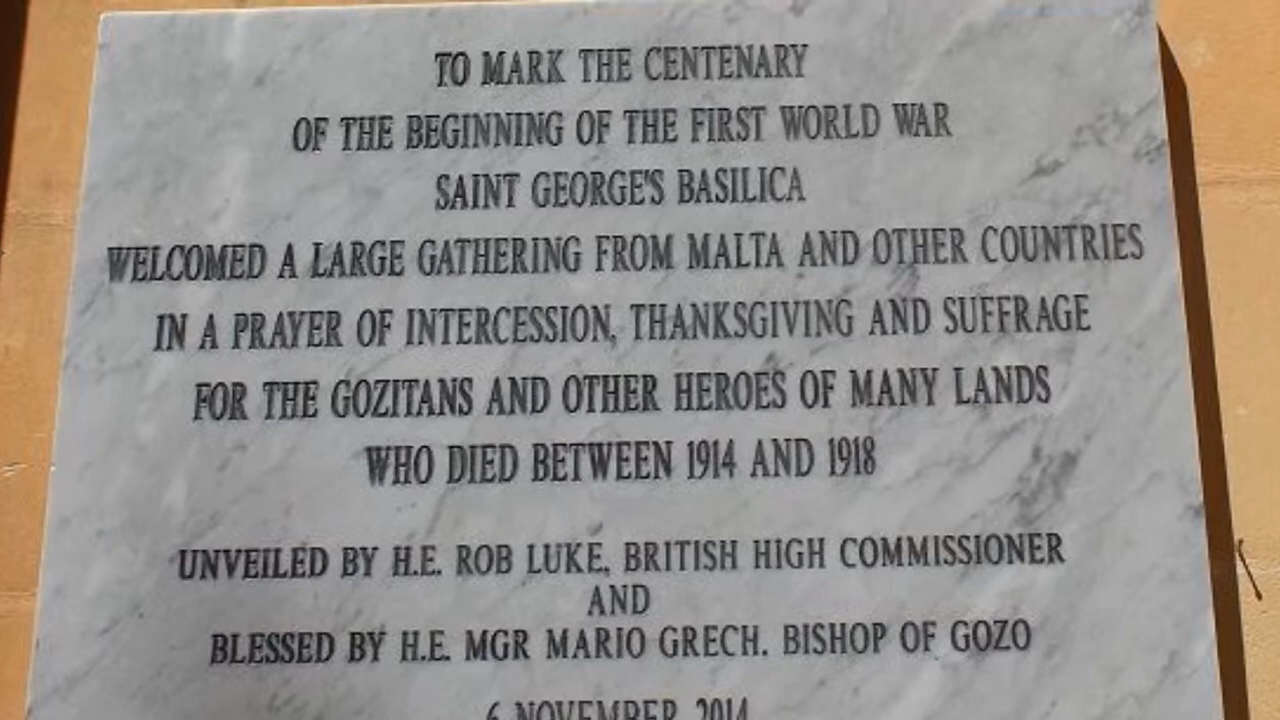 TO MARK THE CENTENARY
OF THE BEGINNING OF THE FIRST WORLD WAR
SAINT GEORGE'S BASILICA
WELCOMED A LARGE GATHERING FROM MALTA AND OTHER COUNTRIES
IN A PRAYER OF INTERCESSION, THANKSGIVING AND SUFFRAGE
FOR THE GOZITANS AND OTHER HEROES OF MANY LANDS
WHO DIED BETWEEN 1914 AND 1918
UNVEILED BY H.E. ROB LUKE, BRITISH HIGH COMMISSIONER
AND
BLESSED BY H.E. MGR MARIO GRECH. BISHOP OF GOZO
6 NOVEMBER 2014